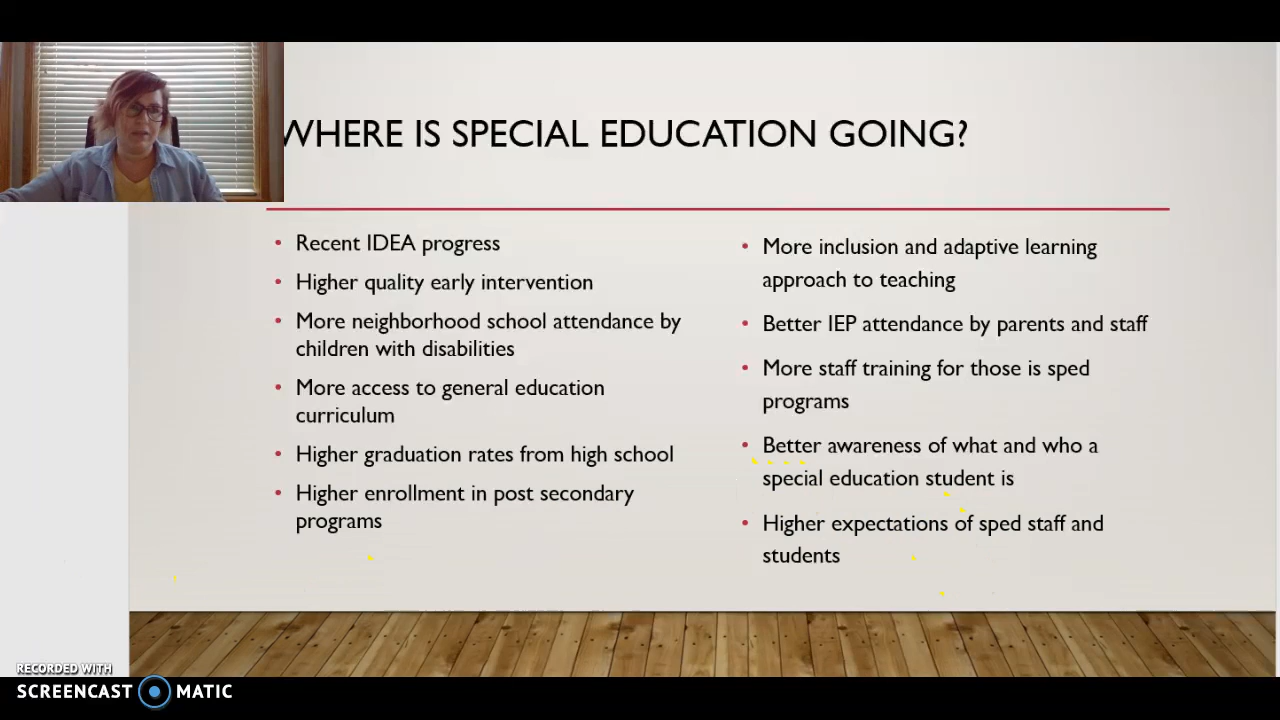 WHERE IS SPECIAL EDUCATION GOING?
• Recent IDEA progress
• Higher quality early intervention
• More neighborhood school attendance by
children with disabilities
• More access to general education
curriculum
• Higher graduation rates from high school
• Higher enrollment in post secondary
programs
• More inclusion and adaptive learning
approach to teaching
• Better IEP attendance by parents and staff
• More staff training for those is sped
programs
• Better awareness of what and who a
special education student is
• Higher expectations of sped staff and
students
RECORDED WITH
SCREENCAST MATIC